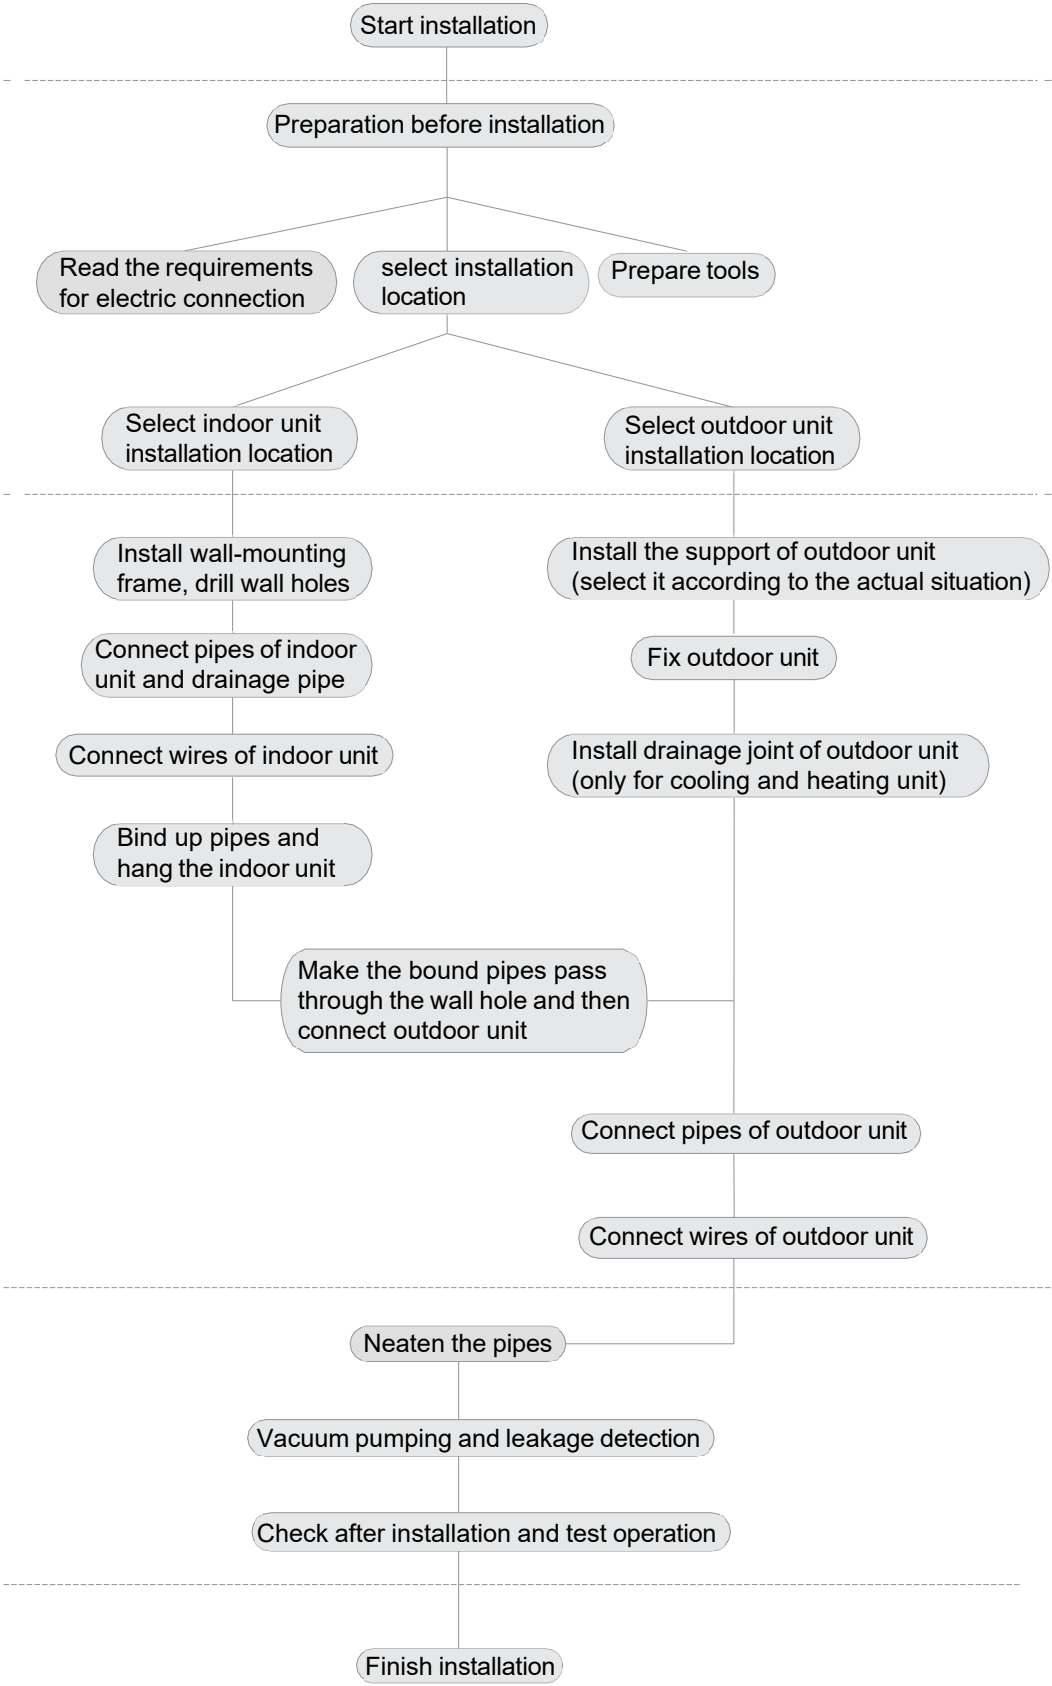 Start installation
Preparation before installation
Read the requirements
for electric connection
select installation
location
Prepare tools
Select indoor unit
installation location
Select outdoor unit
installation location
Install wall-mounting
frame, drill wall holes
Install the support of outdoor unit
(select it according to the actual situation)
Connect pipes of indoor
unit and drainage pipe
Fix outdoor unit
Connect wires of indoor unit
Install drainage joint of outdoor unit
(only for cooling and heating unit)
Bind up pipes and
hang the indoor unit
Make the bound pipes pass
through the wall hole and then
connect outdoor unit
Connect pipes of outdoor unit
Connect wires of outdoor unit
Neaten the pipes
Vacuum pumping and leakage detection
Check after installation and test operation
Finish installation